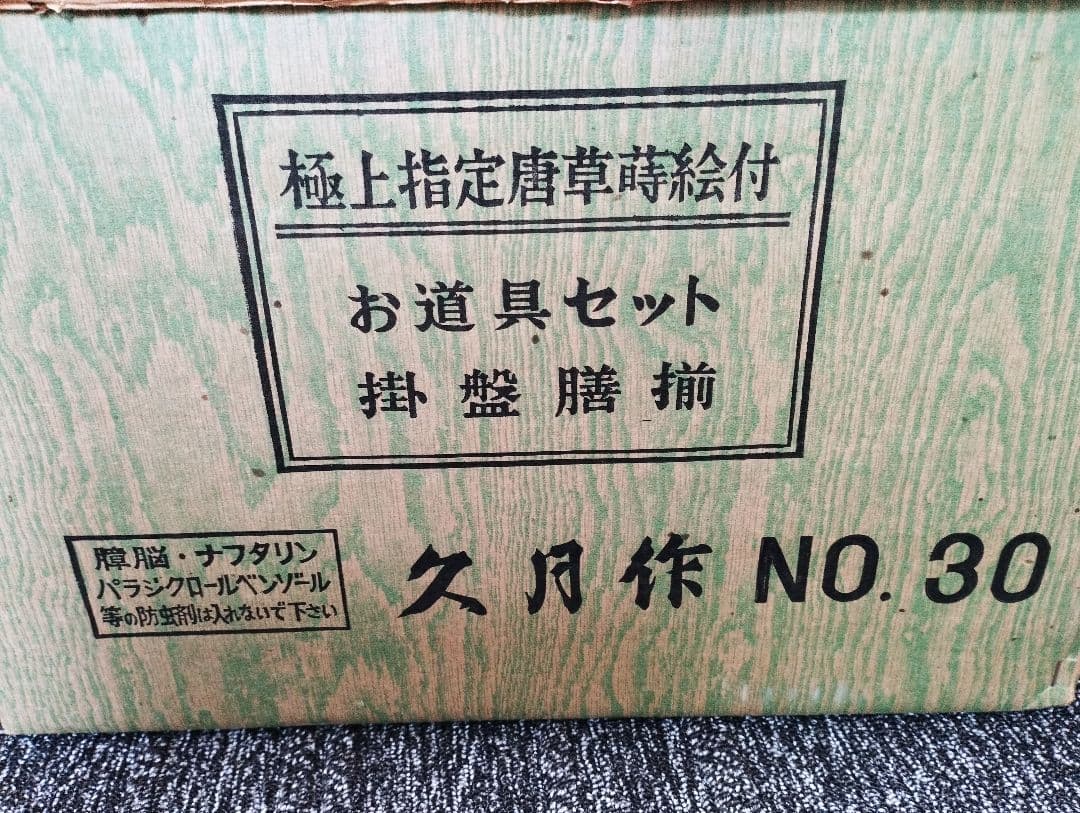 極上指定唐草蒔絵付
お道具セット
掛盤膳揃
樟脳・ナフタリン
パラジクロールベンゾール
等の防虫剤は入れないで下さい
久月作 NO. 30